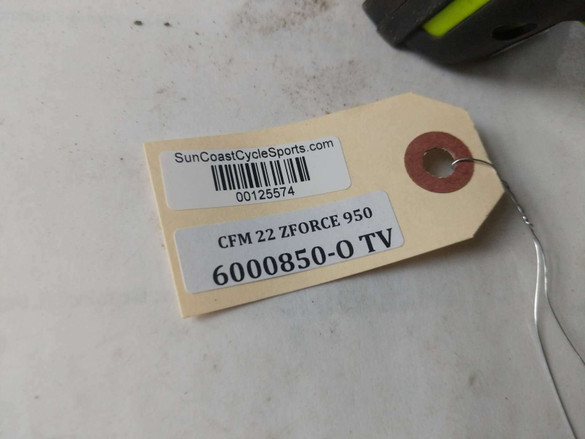 SunCoastCycleSports.com
00125574
CFM 22 ZFORCE 950
6000850-O TV